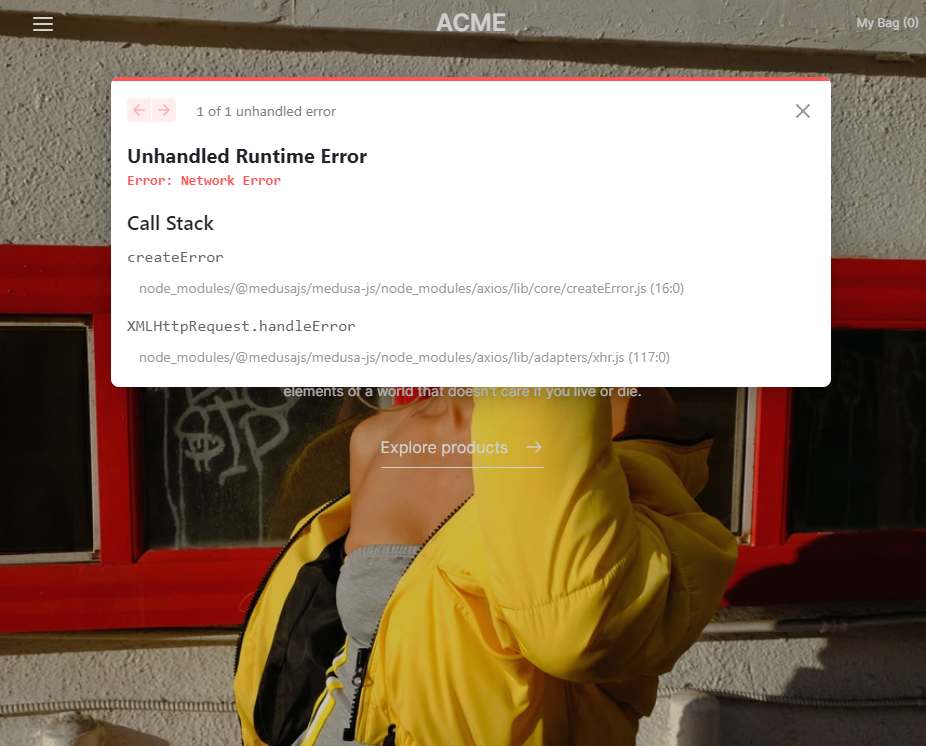 ACME
My Bag (0)
1 of 1 unhandled error
Unhandled Runtime Error
Error: Network Error
Call Stack
createError
node_modules/@medusajs/medusa-js/node_modules/axios/lib/core/createError.js (16:0)
XMLHttpRequest.handleError
node_modules/@medusajs/medusa-js/node_modules/axios/lib/adapters/xhr.js (117:0)
elements of a world that doesn't care if you live or die.
Explore products